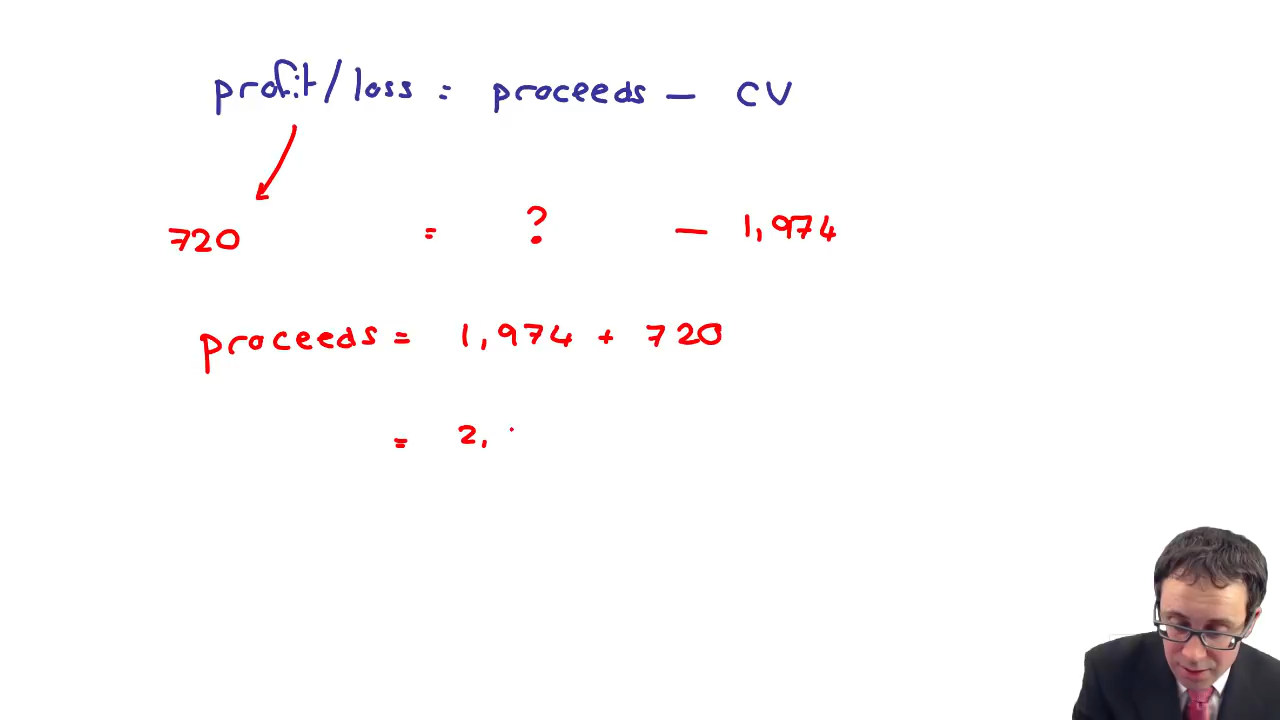 profit/loss = proceeds - CV
720 = ? - 1,974
proceeds = 1,974 + 720
= 2,